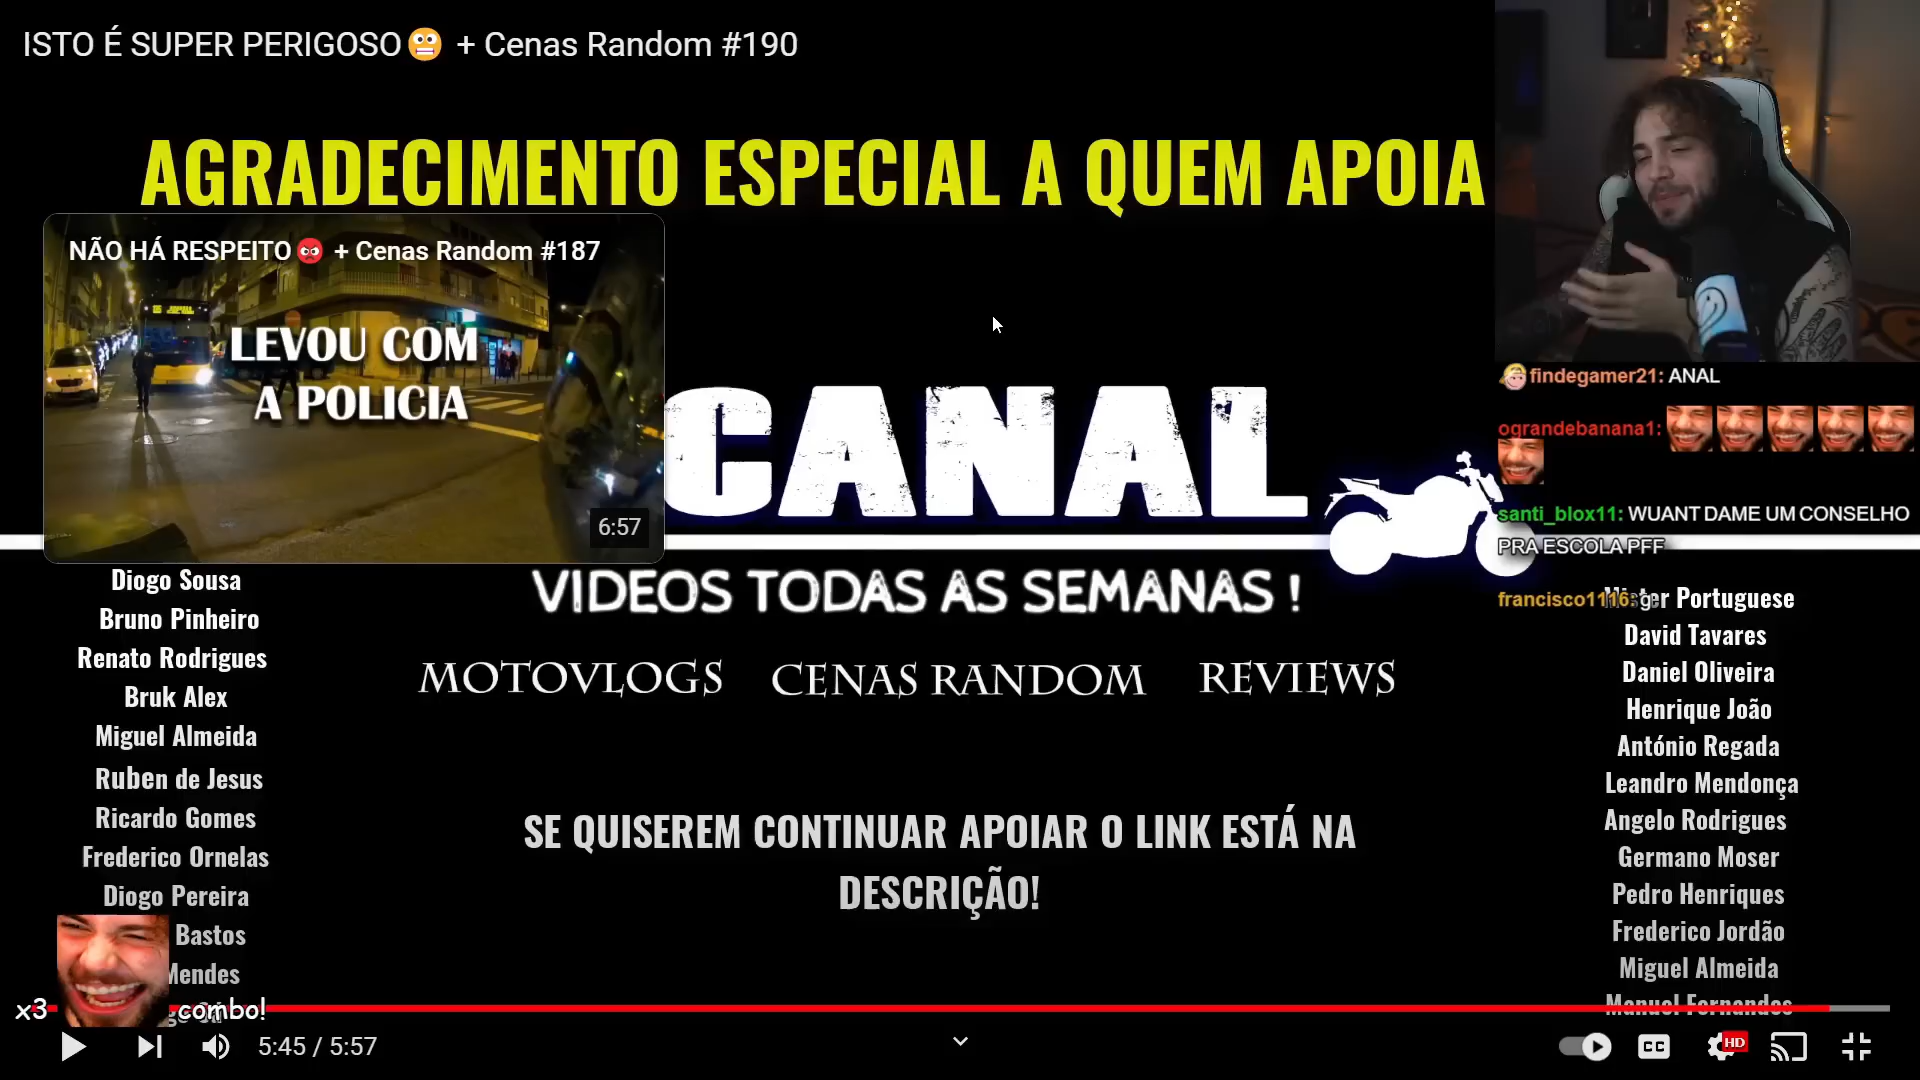 ISTO É SUPER PERIGOSO😬 + Cenas Random #190
AGRADECIMENTO ESPECIAL A QUEM APOIA
NÃO HÁ RESPEITO😡 + Cenas Random #187
LEVOU COM
A POLICIA
6:57
CANAL
VIDEOS TODAS AS SEMANAS !
MOTOVLOGS CENAS RANDOM REVIEWS
SE QUISEREM CONTINUAR APOIAR O LINK ESTÁ NA
DESCRIÇÃO!
Diogo Sousa
Bruno Pinheiro
Renato Rodrigues
Bruk Alex
Miguel Almeida
Ruben de Jesus
Ricardo Gomes
Frederico Ornelas
Diogo Pereira
Bastos
Mendes
x3 combo!
findegamer21: ANAL
ograndebanana1:
santi_blox11: WUANT DAME UM CONSELHO
PRA ESCOLA PFF
francisco1116:
Portuguese
David Tavares
Daniel Oliveira
Henrique João
António Regada
Leandro Mendonça
Angelo Rodrigues
Germano Moser
Pedro Henriques
Frederico Jordão
Miguel Almeida
Manuel Fernandes
5:45 / 5:57
CC
HD